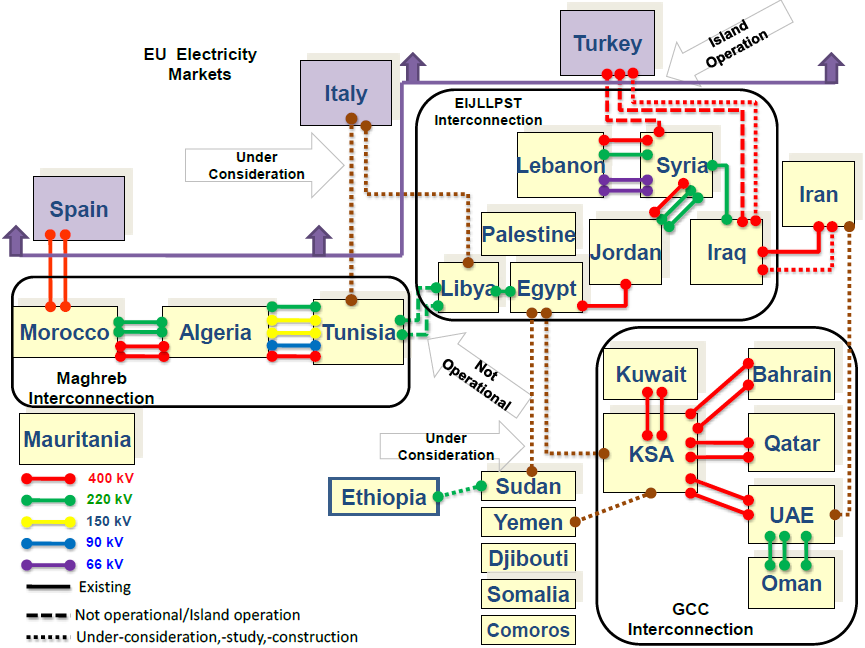 EU Electricity
Markets
Turkey
Island
Operation
Italy
EIJLLPST
Interconnection
Under
Consideration
Lebanon
Syria
Iran
Spain
Palestine
Jordan
Iraq
Libya
Egypt
Morocco
Algeria
Tunisia
Maghreb
Interconnection
Not
Operational
Kuwait
Bahrain
Mauritania
Under
Consideration
KSA
Qatar
400 kV
220 kV
150 kV
90 kV
66 kV
Existing
Not operational/Island operation
Under-consideration,-study,-construction
Ethiopia
Sudan
Yemen
Djibouti
Somalia
Comoros
UAE
Oman
GCC
Interconnection